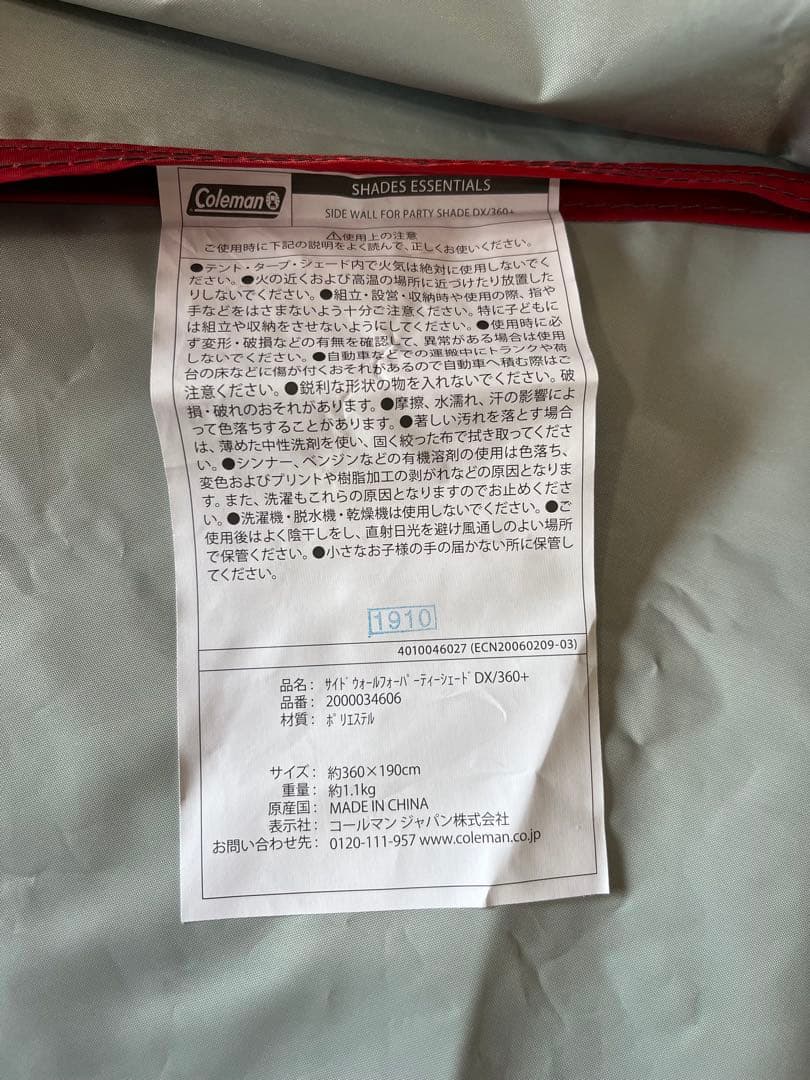 Coleman
SHADES ESSENTIALS
SIDE WALL FOR PARTY SHADE DX/360+
⚠使用上の注意
ご使用時に下記の説明をよく読んで、正しくお使いください。
●テント・タープ・シェード内で火気は絶対に使用しないでく
ださい。●火の近くおよび高温の場所に近づけたり放置した
りしないでください。●組立・設営・収納時や使用の際、指や
手などをはさまないよう十分ご注意ください。特に子どもに
は組立や収納をさせないようにしてください。●使用時に必
ず変形・破損などの有無を確認して、異常がある場合は使用
しないでください。●自動車などでの運搬中にトランクや荷
台の床などに傷が付くおそれがあるので自動車へ積む際はご
注意ください。●鋭利な形状の物を入れないでください。破
損・破れのおそれがあります。●摩擦、水濡れ、汗の影響によ
って色落ちすることがあります。●著しい汚れを落とす場合
は、薄めた中性洗剤を使い、固く絞った布で拭き取ってくださ
い。●シンナー、ベンジンなどの有機溶剤の使用は色落ち、
変色およびプリントや樹脂加工の剥がれなどの原因となりま
す。また、洗濯もこれらの原因となりますのでお止めくださ
い。●洗濯機・脱水機・乾燥機は使用しないでください。●ご
使用後はよく陰干しをし、直射日光を避け風通しのよい場所
で保管ください。●小さなお子様の手の届かない所に保管し
てください。
1910
4010046027 (ECN20060209-03)
品名: ｻｲﾄﾞｳｫｰﾙﾌｫｰﾊﾟｰﾃｨｰｼｪｰﾄﾞDX/360+
品番: 2000034606
材質: ﾎﾟﾘｴｽﾃﾙ
サイズ: 約360×190cm
重量: 約1.1kg
原産国: MADE IN CHINA
表示社: コールマン ジャパン株式会社
お問い合わせ先: 0120-111-957 www.coleman.co.jp